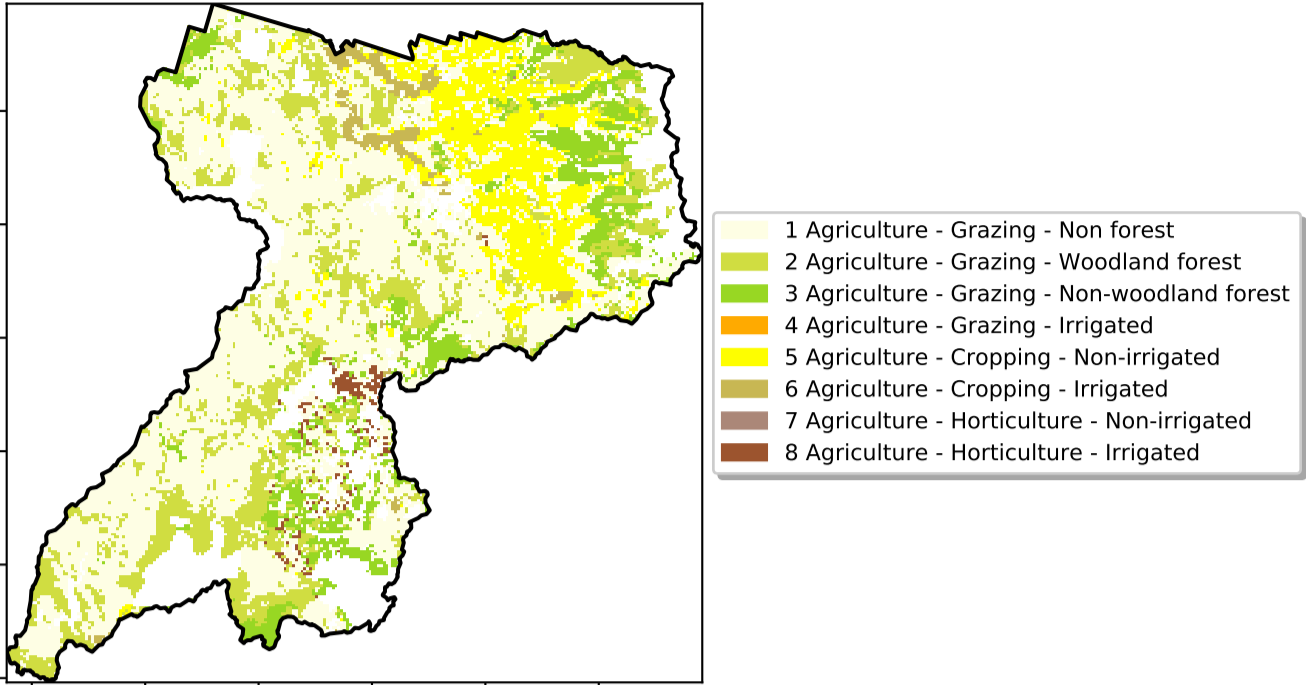 1 Agriculture - Grazing - Non forest
2 Agriculture - Grazing - Woodland forest
3 Agriculture - Grazing - Non-woodland forest
4 Agriculture - Grazing - Irrigated
5 Agriculture - Cropping - Non-irrigated
6 Agriculture - Cropping - Irrigated
7 Agriculture - Horticulture - Non-irrigated
8 Agriculture - Horticulture - Irrigated